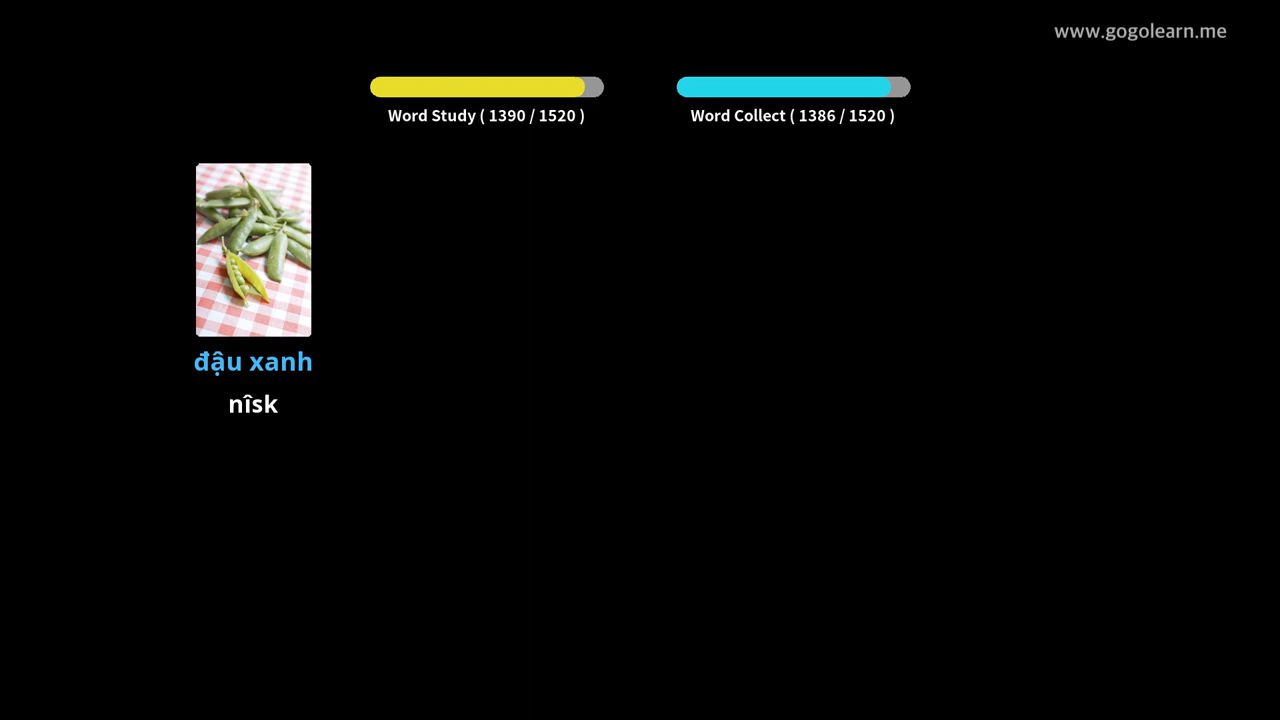 www.gogolearn.me
Word Study ( 1390 / 1520 )
Word Collect ( 1386 / 1520 )
đậu xanh
nîsk